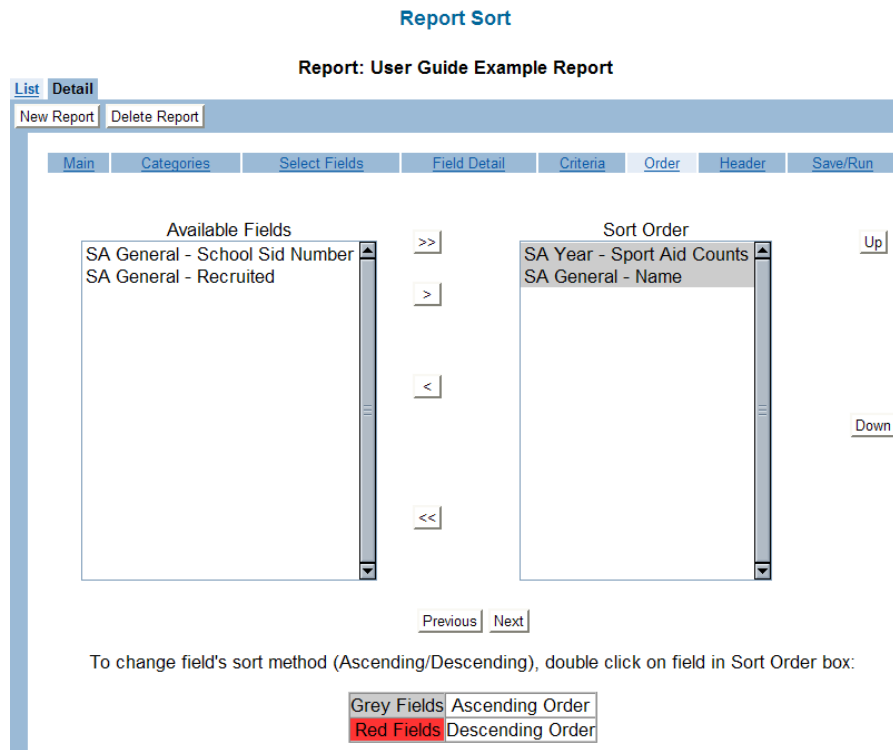 Report Sort
Report: User Guide Example Report
List Detail
New Report Delete Report
Main Categories Select Fields Field Detail Criteria Order Header Save/Run
Available Fields
SA General - School Sid Number
SA General - Recruited
>>
>
<
<<
Sort Order
SA Year - Sport Aid Counts
SA General - Name
Up
Down
Previous Next
To change field's sort method (Ascending/Descending), double click on field in Sort Order box:
Grey Fields Ascending Order
Red Fields Descending Order